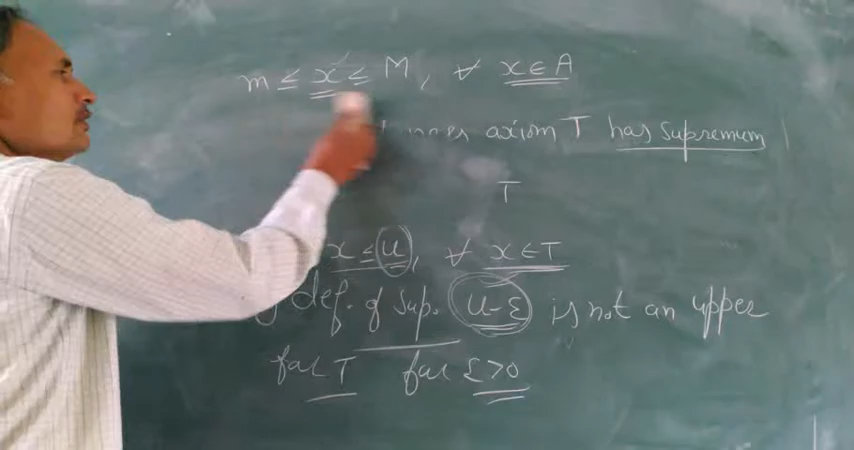 m ≤ x ≤ M, ∀ x ∈ A
axiom T has Supremum
T
x ≤ u, ∀ x ∈ T
def. of Sup. u-ε is not an upper
for T for ε>0